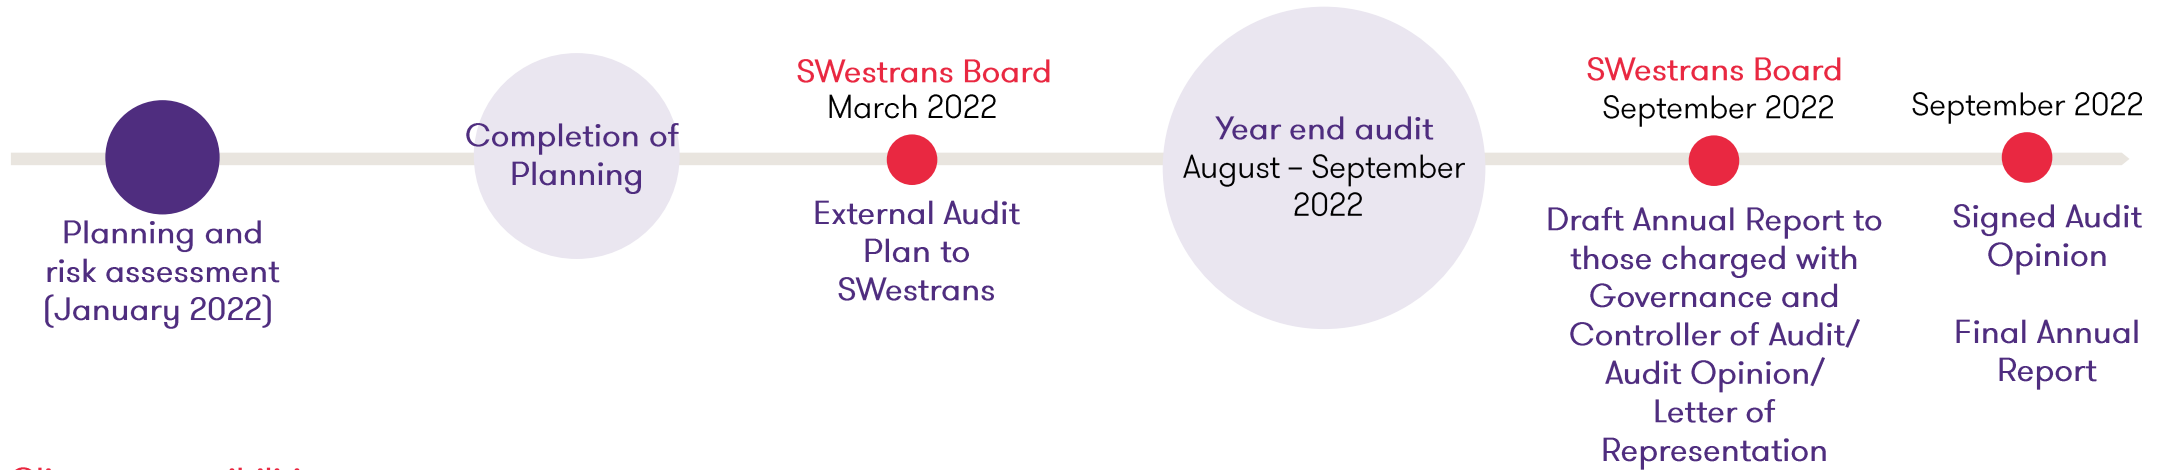 Planning and
risk assessment
(January 2022)
Completion of
Planning
SWestrans Board
March 2022
External Audit
Plan to
SWestrans
Year end audit
August – September
2022
SWestrans Board
September 2022
Draft Annual Report to
those charged with
Governance and
Controller of Audit/
Audit Opinion/
Letter of
Representation
September 2022
Signed Audit
Opinion
Final Annual
Report